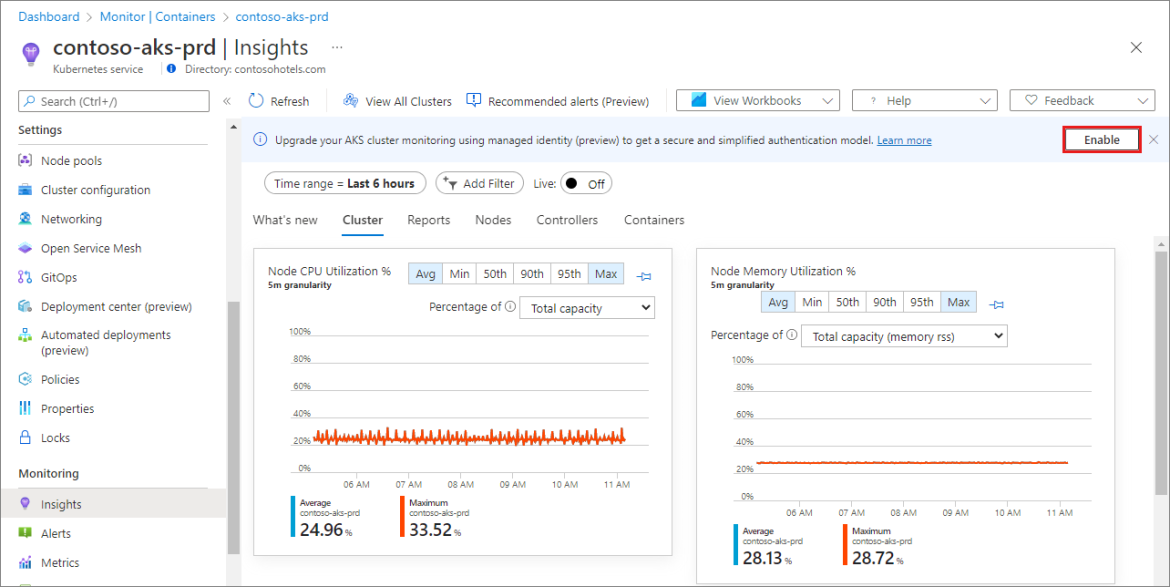 Dashboard > Monitor | Containers > contoso-aks-prd
contoso-aks-prd | Insights ...
Kubernetes service Directory: contosohotels.com
Search (Ctrl+/)
«
Refresh View All Clusters Recommended alerts (Preview) View Workbooks ? Help Feedback
Settings
Node pools
Cluster configuration
Networking
Open Service Mesh
GitOps
Deployment center (preview)
Automated deployments
(preview)
Policies
Properties
Locks
Monitoring
Insights
Alerts
Metrics
Upgrade your AKS cluster monitoring using managed identity (preview) to get a secure and simplified authentication model. Learn more Enable
Time range = Last 6 hours Add Filter Live: Off
What's new Cluster Reports Nodes Controllers Containers
Node CPU Utilization %
5m granularity
Avg Min 50th 90th 95th Max
Percentage of Total capacity
100%
80%
60%
40%
20%
0%
06 AM 07 AM 08 AM 09 AM 10 AM 11 AM
Average
contoso-aks-prd
24.96 %
Maximum
contoso-aks-prd
33.52 %
Node Memory Utilization %
5m granularity
Avg Min 50th 90th 95th Max
Percentage of Total capacity (memory rss)
100%
80%
60%
40%
20%
0%
06 AM 07 AM 08 AM 09 AM 10 AM 11 AM
Average
contoso-aks-prd
28.13 %
Maximum
contoso-aks-prd
28.72 %